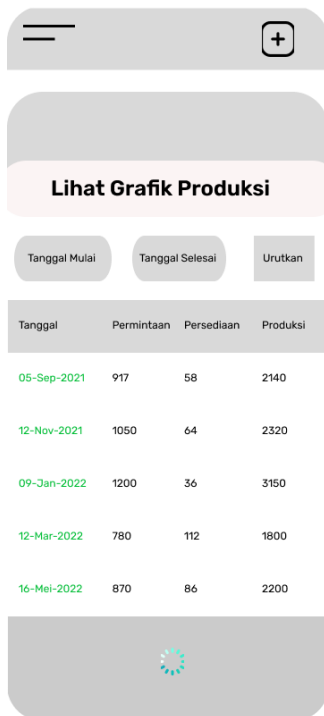 Lihat Grafik Produksi
Tanggal Mulai Tanggal Selesai Urutkan
Tanggal Permintaan Persediaan Produksi
05-Sep-2021 917 58 2140
12-Nov-2021 1050 64 2320
09-Jan-2022 1200 36 3150
12-Mar-2022 780 112 1800
16-Mei-2022 870 86 2200